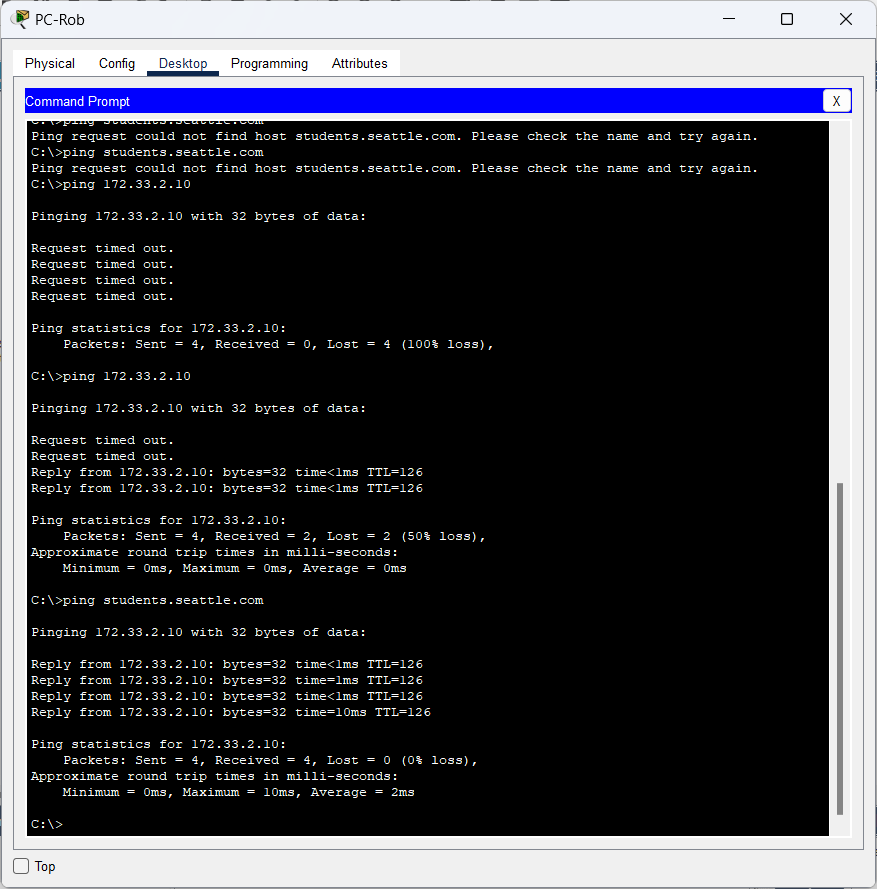 PC-Rob
Physical Config Desktop Programming Attributes
Command Prompt
X
C:\>ping students.seattle.com
Ping request could not find host students.seattle.com. Please check the name and try again.
C:\>ping students.seattle.com
Ping request could not find host students.seattle.com. Please check the name and try again.
C:\>ping 172.33.2.10
Pinging 172.33.2.10 with 32 bytes of data:
Request timed out.
Request timed out.
Request timed out.
Request timed out.
Ping statistics for 172.33.2.10:
Packets: Sent = 4, Received = 0, Lost = 4 (100% loss),
C:\>ping 172.33.2.10
Pinging 172.33.2.10 with 32 bytes of data:
Request timed out.
Request timed out.
Reply from 172.33.2.10: bytes=32 time<1ms TTL=126
Reply from 172.33.2.10: bytes=32 time<1ms TTL=126
Ping statistics for 172.33.2.10:
Packets: Sent = 4, Received = 2, Lost = 2 (50% loss),
Approximate round trip times in milli-seconds:
Minimum = 0ms, Maximum = 0ms, Average = 0ms
C:\>ping students.seattle.com
Pinging 172.33.2.10 with 32 bytes of data:
Reply from 172.33.2.10: bytes=32 time<1ms TTL=126
Reply from 172.33.2.10: bytes=32 time=1ms TTL=126
Reply from 172.33.2.10: bytes=32 time<1ms TTL=126
Reply from 172.33.2.10: bytes=32 time=10ms TTL=126
Ping statistics for 172.33.2.10:
Packets: Sent = 4, Received = 4, Lost = 0 (0% loss),
Approximate round trip times in milli-seconds:
Minimum = 0ms, Maximum = 10ms, Average = 2ms
C:\>
Top